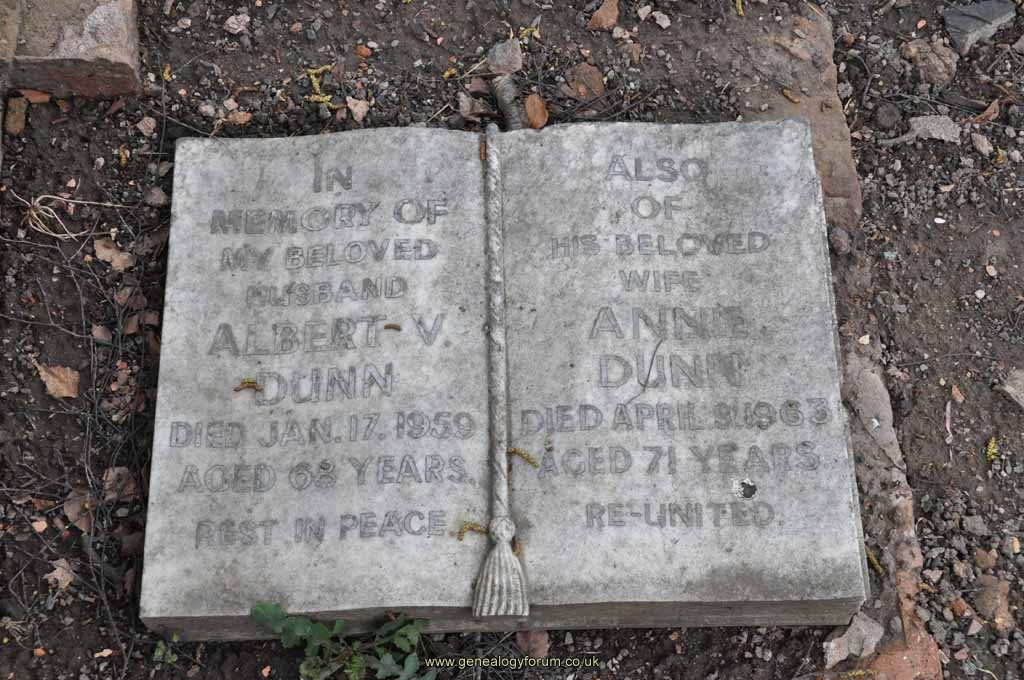 IN
MEMORY OF
MY BELOVED
HUSBAND
ALBERT V.
DUNN
DIED JAN. 17. 1959
AGED 68 YEARS.
REST IN PEACE.
ALSO
OF
HIS BELOVED
WIFE
ANNIE
DUNN
DIED APRIL 9. 1963
AGED 71 YEARS.
RE-UNITED.
www.genealogyforum.co.uk